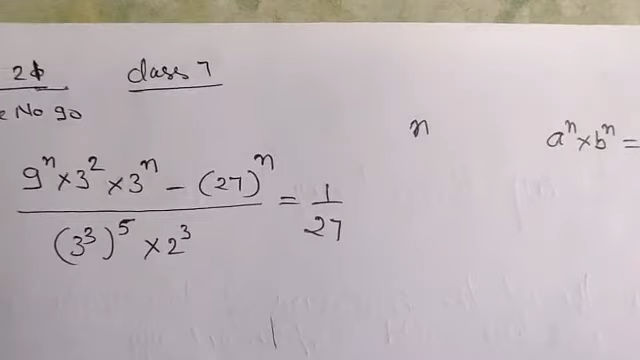 2φ class 7
No 90
n aⁿ×bⁿ =
9ⁿ × 3² × 3ⁿ - (27)ⁿ / (3³)⁵ × 2³ = 1/27